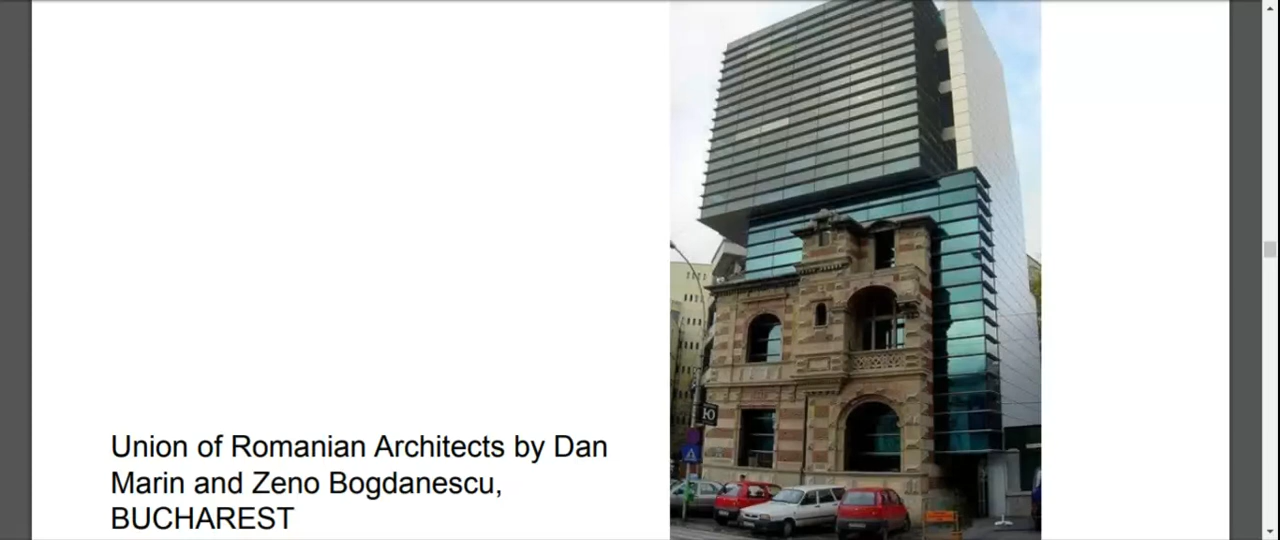 Union of Romanian Architects by Dan
Marin and Zeno Bogdanescu,
BUCHAREST
Ю